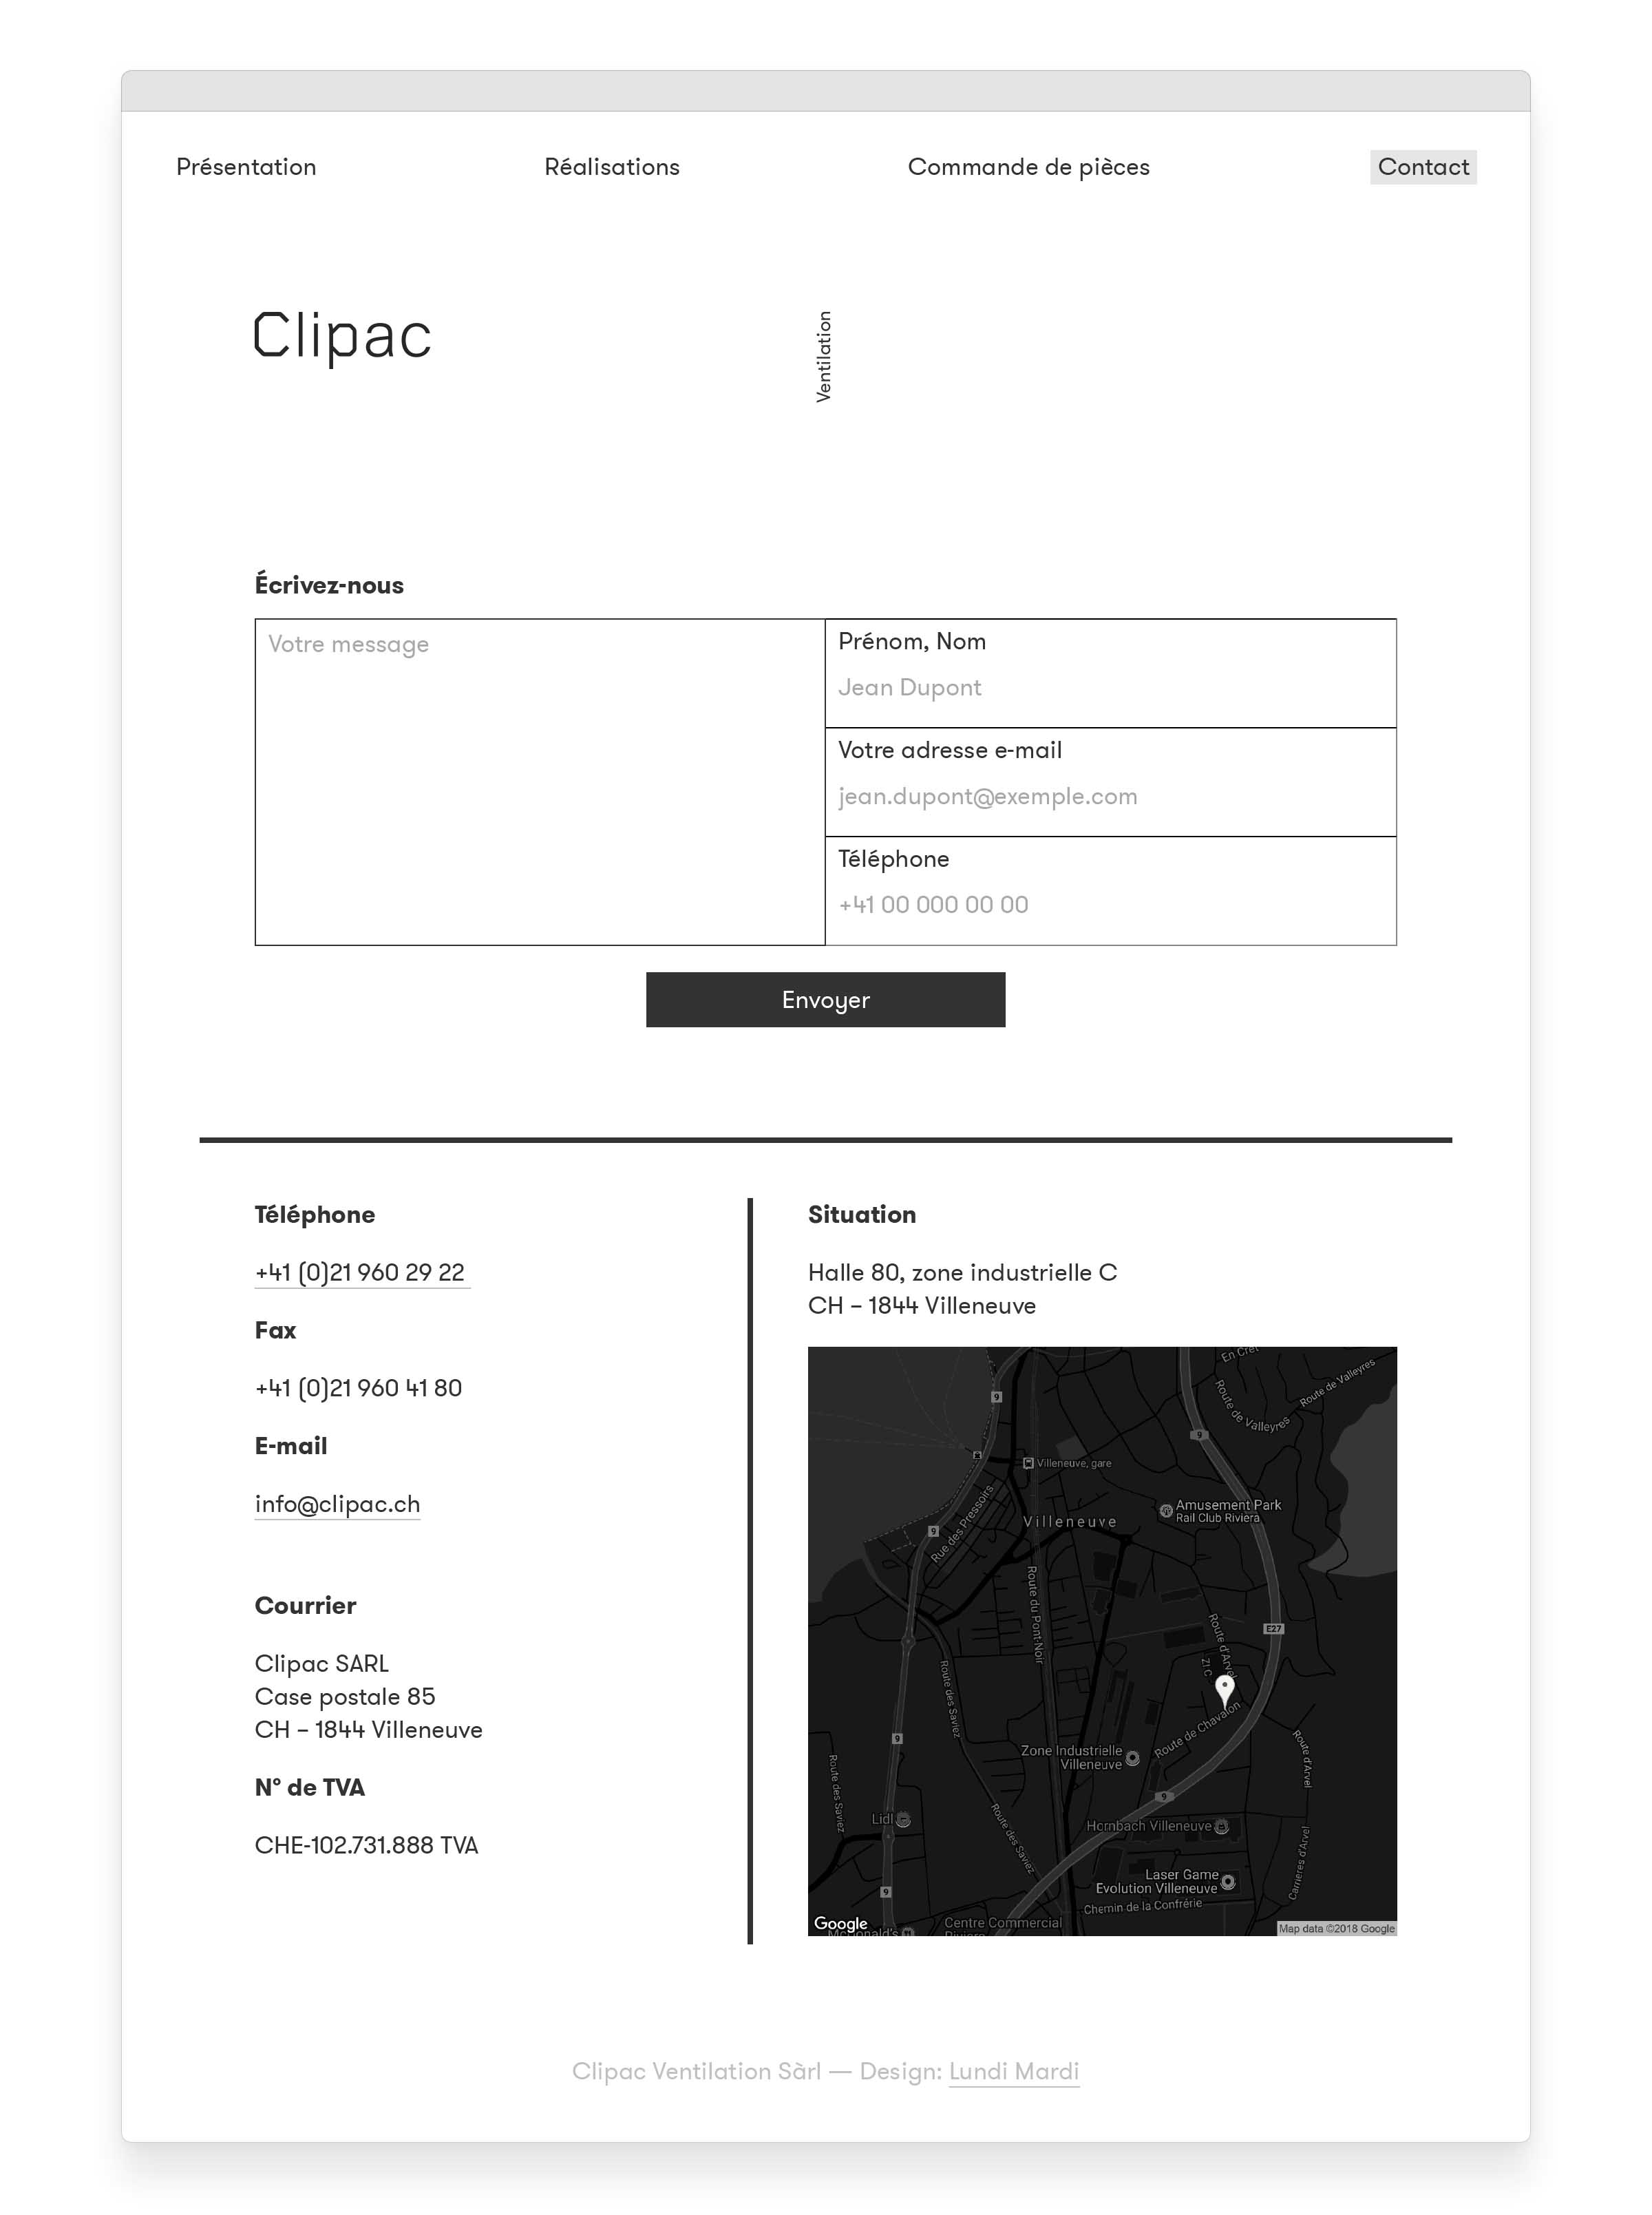 Présentation
Réalisations
Commande de pièces
Contact
Clipac
Ventilation
Écrivez-nous
Votre message
Prénom, Nom
Jean Dupont
Votre adresse e-mail
jean.dupont@exemple.com
Téléphone
+41 00 000 00 00
Envoyer
Téléphone
+41 (0)21 960 29 22
Fax
+41 (0)21 960 41 80
E-mail
info@clipac.ch
Courrier
Clipac SARL
Case postale 85
CH – 1844 Villeneuve
N° de TVA
CHE-102.731.888 TVA
Situation
Halle 80, zone industrielle C
CH – 1844 Villeneuve
En Cret
Route de Valleyres
Route de Valleyres
9
9
Villeneuve, gare
Amusement Park
Rail Club Riviera
Villeneuve
9
Rue des Pressoirs
Route du Pont-Noir
Route d'Arvel
E27
ZI C
Route des Saviez
Route de Chavalon
9
Zone Industrielle
Villeneuve
Route d'Arvel
Route des Saviez
9
Lidl
Route des Saviez
Hornbach Villeneuve
Carrières d'Arvel
Laser Game
Evolution Villeneuve
9
Chemin de la Confrérie
Google
McDonald's
Centre Commercial
Map data ©2018 Google
Clipac Ventilation Sàrl — Design: Lundi Mardi